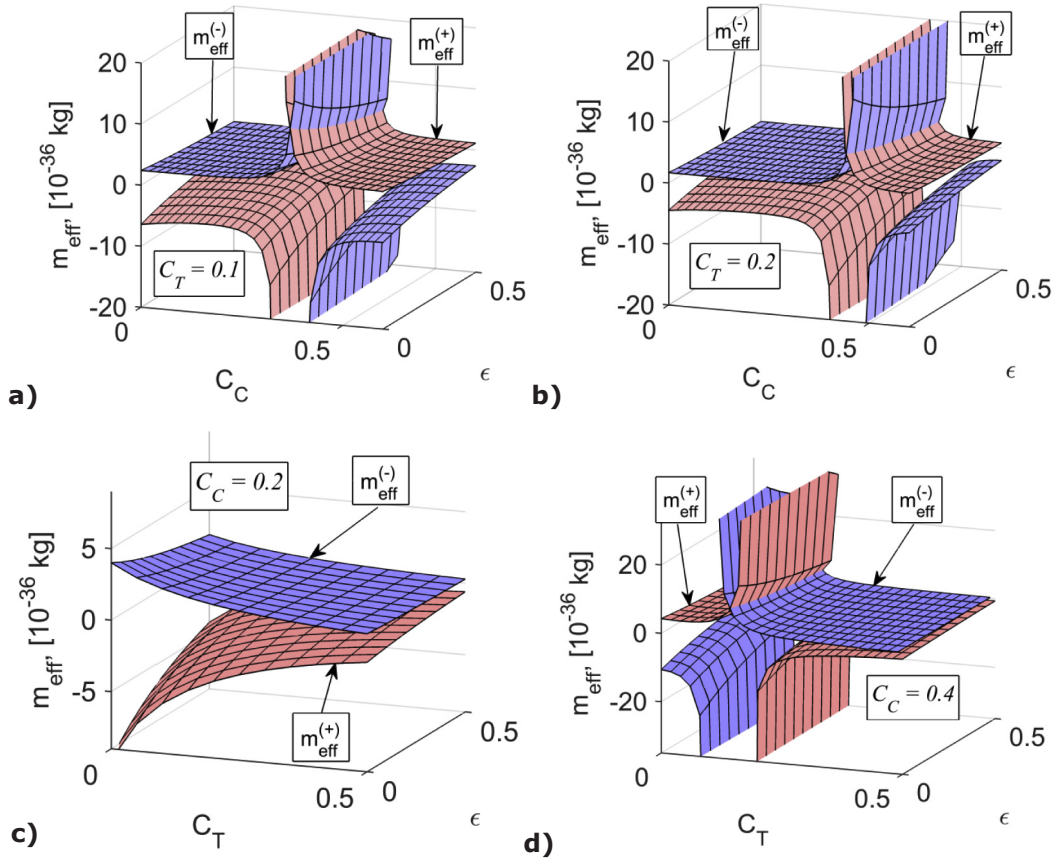 m_eff^(-)
m_eff^(+)
20
10
0
-10
-20
m_eff, [10^-36 kg]
C_T = 0.1
0
0.5
C_C
0
0.5
ϵ
a)
m_eff^(-)
m_eff^(+)
20
10
0
-10
-20
m_eff, [10^-36 kg]
C_T = 0.2
0
0.5
C_C
0
0.5
ϵ
b)
C_C = 0.2
m_eff^(-)
5
0
-5
m_eff, [10^-36 kg]
m_eff^(+)
0
0.5
C_T
0
0.5
ϵ
c)
m_eff^(+)
m_eff^(-)
20
0
-20
m_eff, [10^-36 kg]
C_C = 0.4
0
0.5
C_T
0
0.5
ϵ
d)